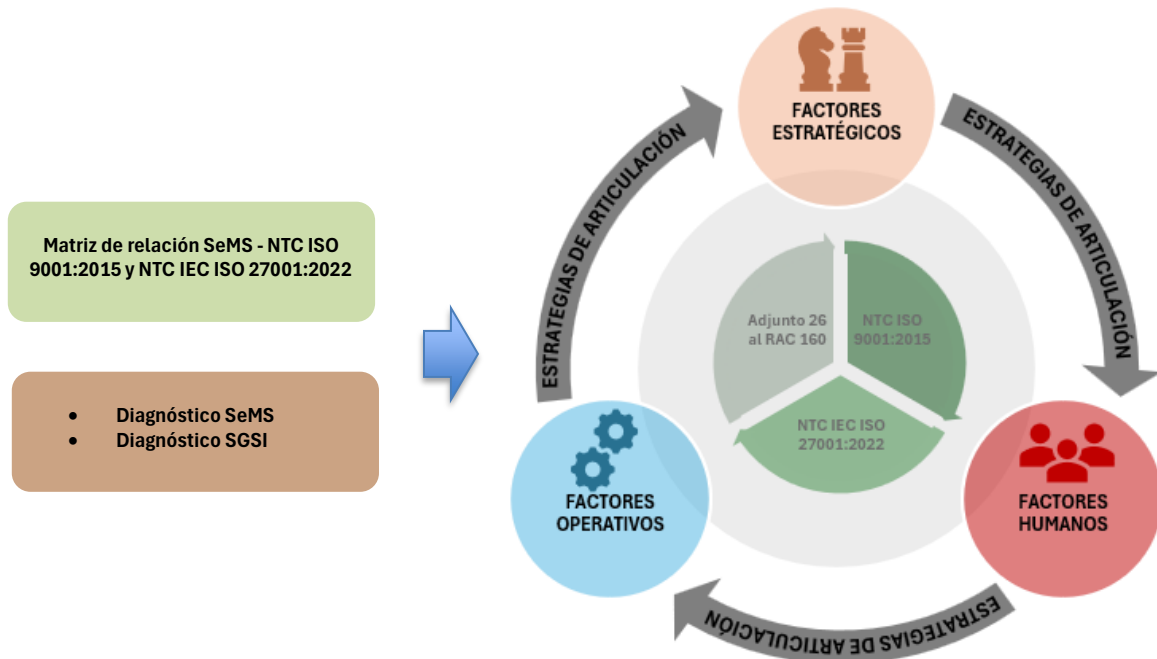 Matriz de relación SeMS - NTC ISO
9001:2015 y NTC IEC ISO 27001:2022
• Diagnóstico SeMS
• Diagnóstico SGSI
FACTORES
ESTRATÉGICOS
ESTRATEGIAS DE ARTICULACIÓN
ESTRATEGIAS DE ARTICULACIÓN
Adjunto 26
al RAC 160
NTC ISO
9001:2015
NTC IEC ISO
27001:2022
FACTORES
OPERATIVOS
FACTORES
HUMANOS
ESTRATEGIAS DE ARTICULACIÓN